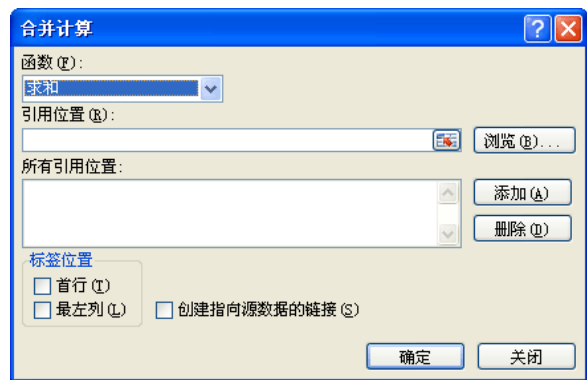 合并计算
函数(F):
求和
引用位置(R):
浏览(B)...
所有引用位置:
添加(A)
删除(D)
标签位置
首行(T)
最左列(L) 创建指向源数据的链接(S)
确定 关闭